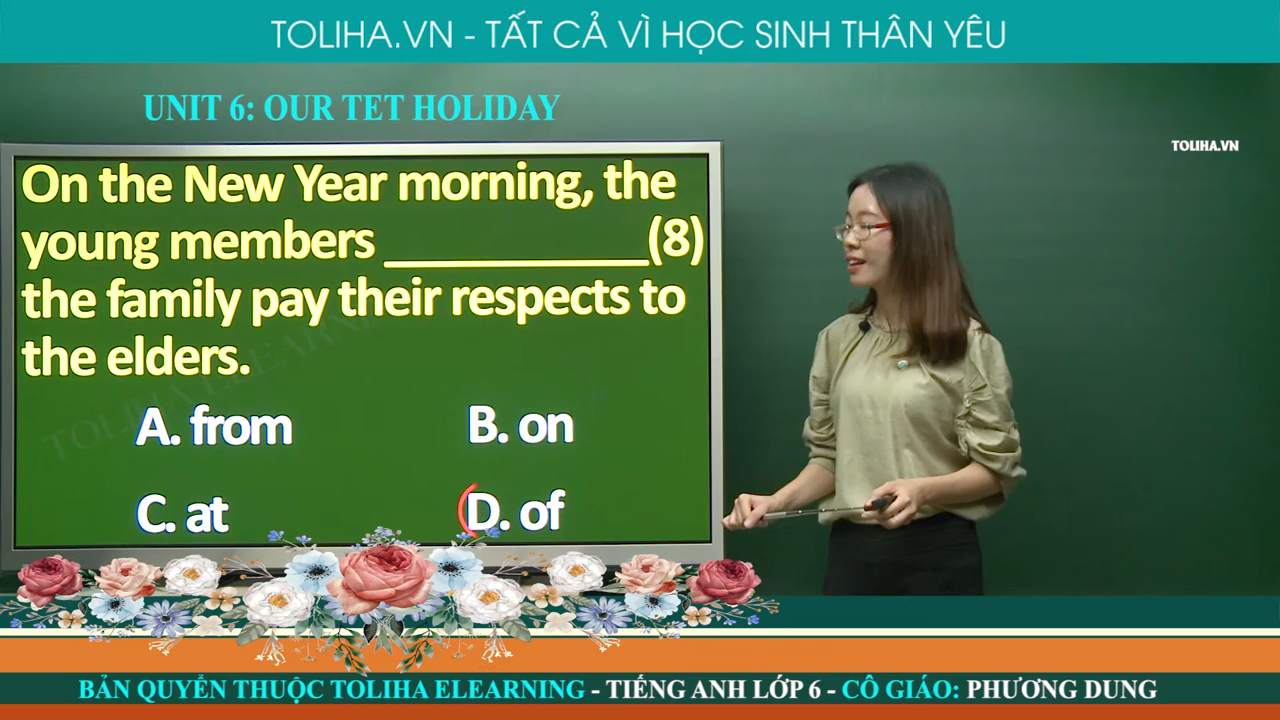 TOLIHA.VN - TẤT CẢ VÌ HỌC SINH THÂN YÊU
UNIT 6: OUR TET HOLIDAY
TOLIHA.VN
On the New Year morning, the
young members ___________(8)
the family pay their respects to
the elders.
TOLIHA ELEARNING
A. from
B. on
C. at
D. of
BẢN QUYỀN THUỘC TOLIHA ELEARNING - TIẾNG ANH LỚP 6 - CÔ GIÁO: PHƯƠNG DUNG